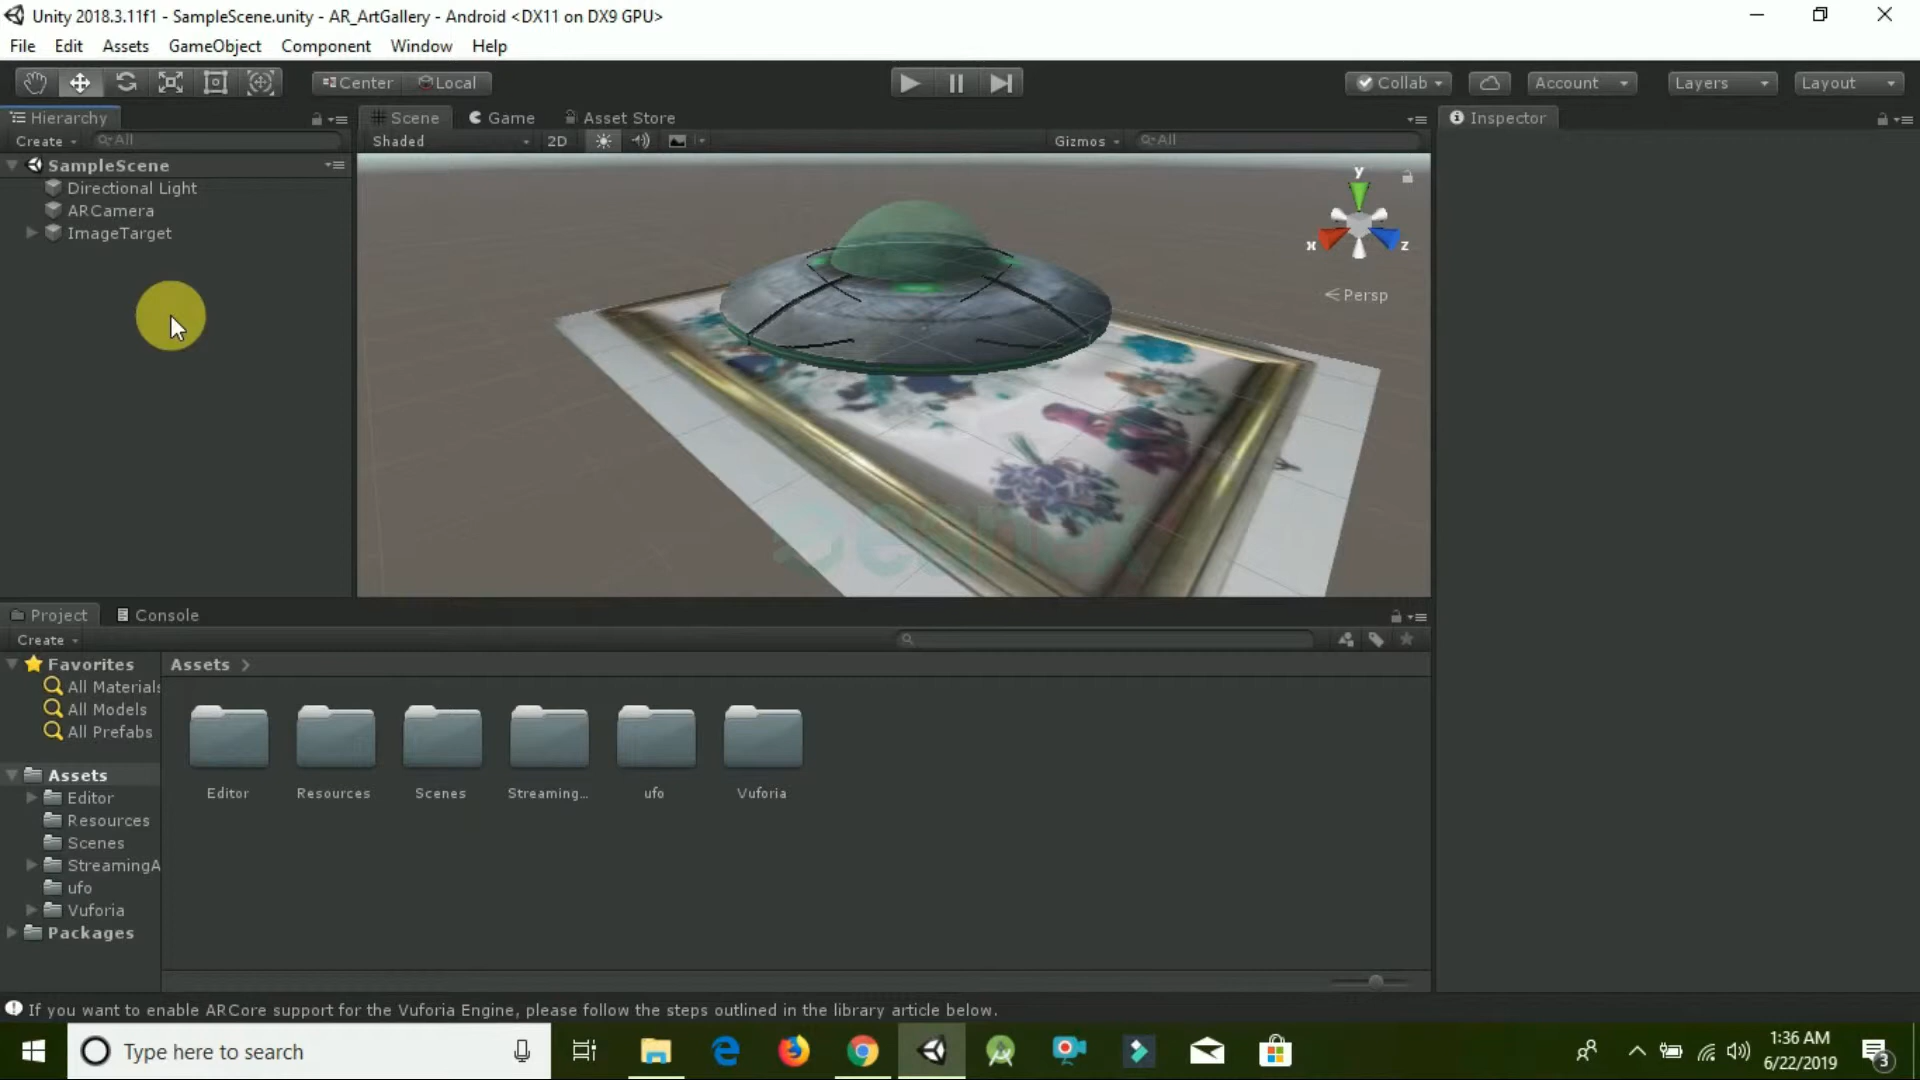 Unity 2018.3.11f1 - SampleScene.unity - AR_ArtGallery - Android <DX11 on DX9 GPU>
File Edit Assets GameObject Component Window Help
Center Local Collab Account Layers Layout
Hierarchy Scene Game Asset Store Inspector
Create All Shaded 2D Gizmos All
SampleScene
Directional Light
ARCamera
ImageTarget
y
x
z
Persp
Project Console
Create
Favorites
All Materials
All Models
All Prefabs
Assets
Editor
Resources
Scenes
StreamingA
ufo
Vuforia
Packages
Assets
Editor Resources Scenes Streaming... ufo Vuforia
If you want to enable ARCore support for the Vuforia Engine, please follow the steps outlined in the library article below.
Type here to search
1:36 AM
6/22/2019
3